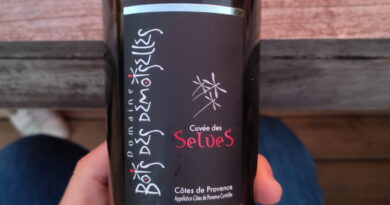 Domaine
BOIS DES DEMOISELLES
Cuvée des
SelveS
Côtes de Provence
Appellation Côtes de Provence Contrôlée